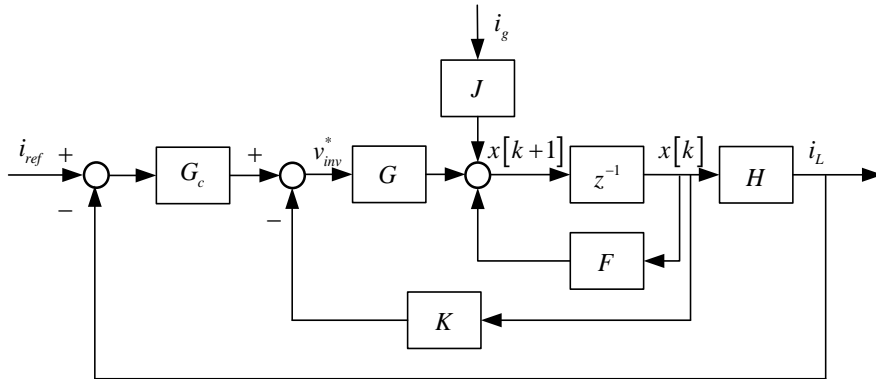 i_g
J
i_ref
+
−
G_c
+
−
v*_inv
G
x[k+1]
z^{-1}
x[k]
H
i_L
F
K